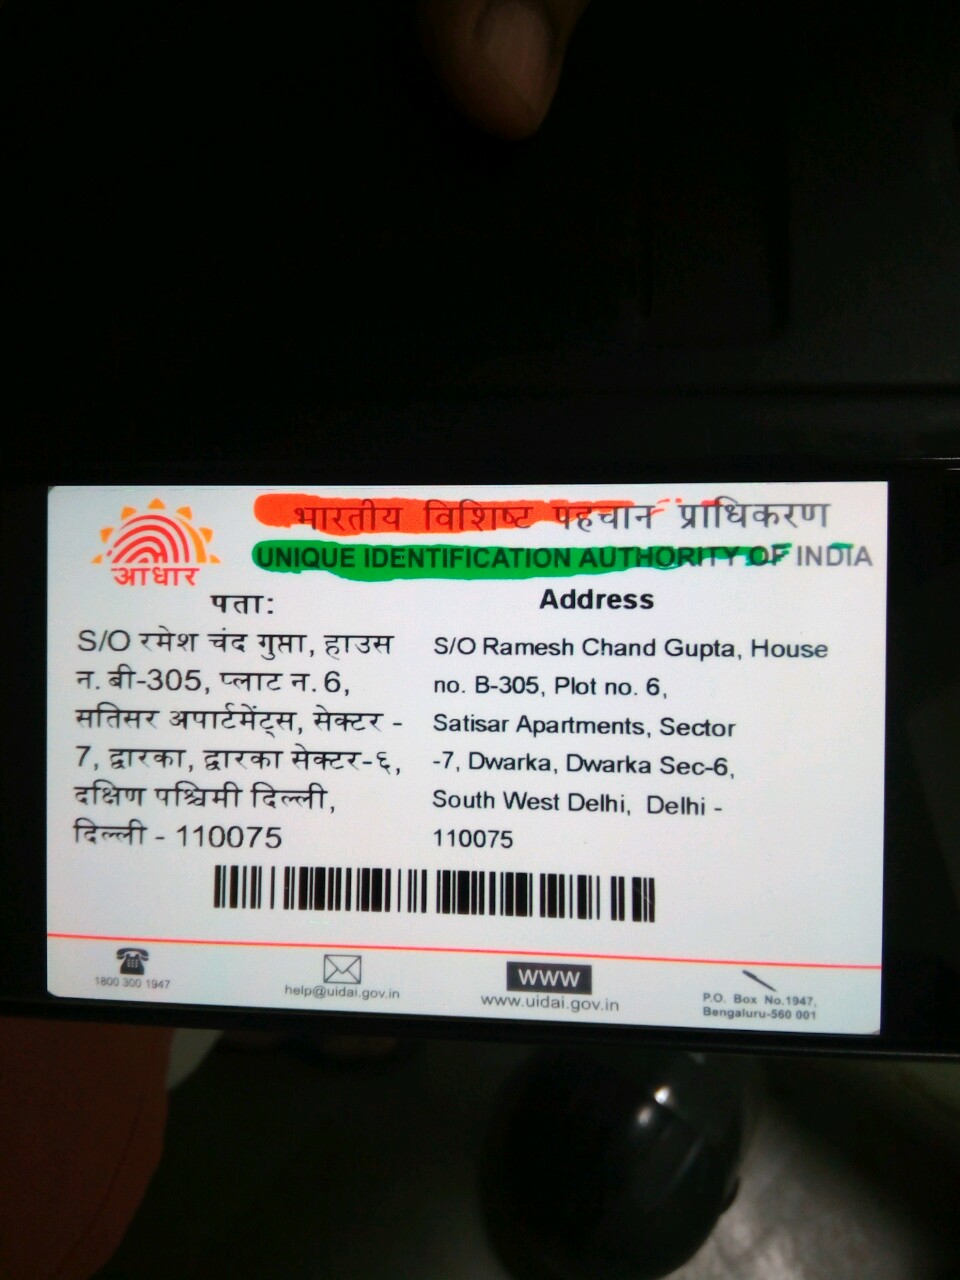 भारतीय विशिष्ट पहचान प्राधिकरण
UNIQUE IDENTIFICATION AUTHORITY OF INDIA
आधार
पता:
S/O रमेश चंद गुप्ता, हाउस
न. बी-305, प्लाट न. 6,
सतिसर अपार्टमेंट्स, सेक्टर -
7, द्वारका, द्वारका सेक्टर-६,
दक्षिण पश्चिमी दिल्ली,
दिल्ली - 110075
Address
S/O Ramesh Chand Gupta, House
no. B-305, Plot no. 6,
Satisar Apartments, Sector
-7, Dwarka, Dwarka Sec-6,
South West Delhi, Delhi -
110075
1800 300 1947
help@uidai.gov.in
WWW
www.uidai.gov.in
P.O. Box No.1947,
Bengaluru-560 001